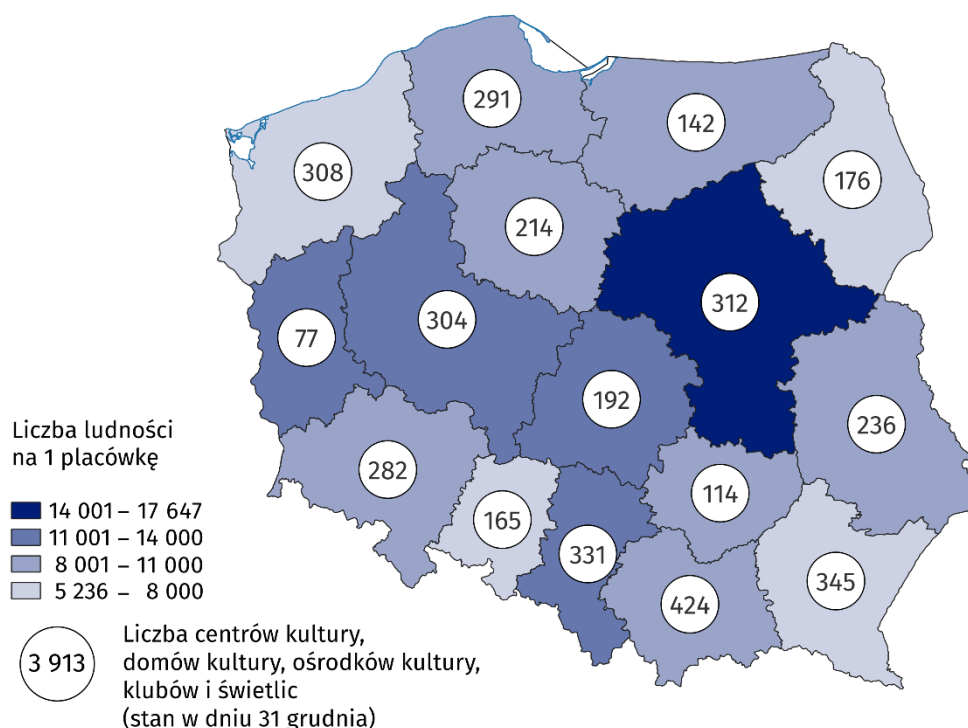 291
142
308
176
214
312
304
77
192
236
282
114
165
331
345
424
Liczba ludności
na 1 placówkę
14 001 – 17 647
11 001 – 14 000
8 001 – 11 000
5 236 – 8 000
3 913
Liczba centrów kultury,
domów kultury, ośrodków kultury,
klubów i świetlic
(stan w dniu 31 grudnia)